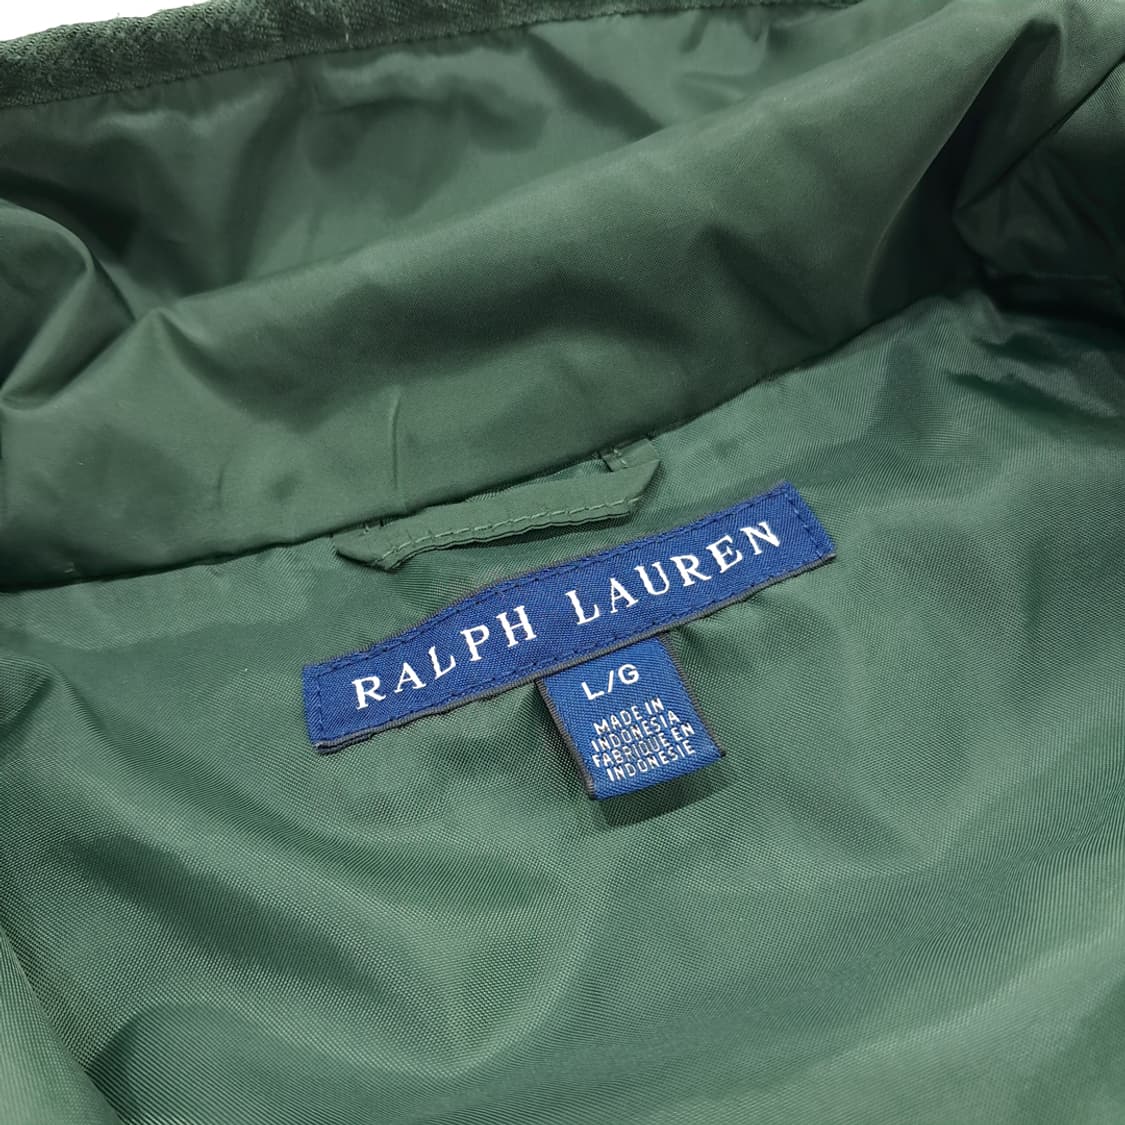 RALPH LAUREN
L/G
MADE IN
INDONESIA
FABRIQUE EN
INDONESIE